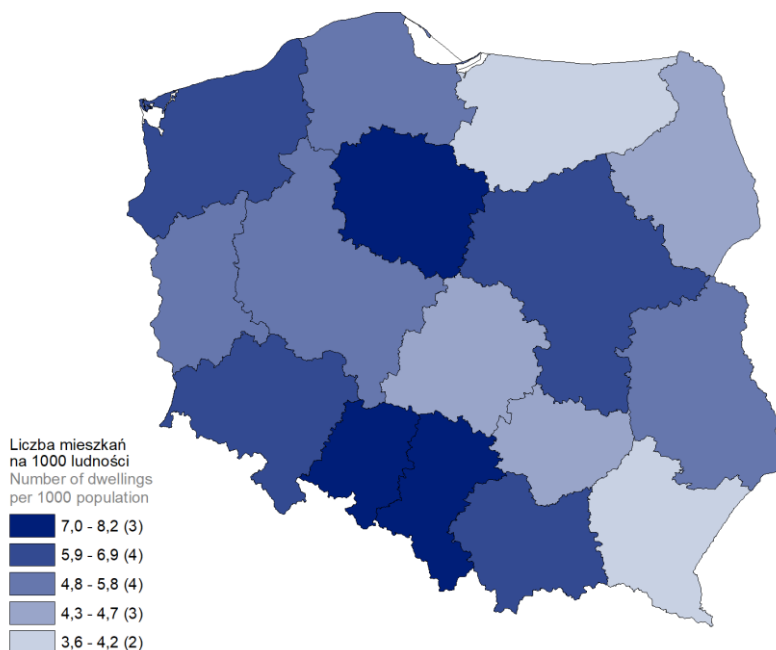 Liczba mieszkań
na 1000 ludności
Number of dwellings
per 1000 population
7,0 - 8,2 (3)
5,9 - 6,9 (4)
4,8 - 5,8 (4)
4,3 - 4,7 (3)
3,6 - 4,2 (2)